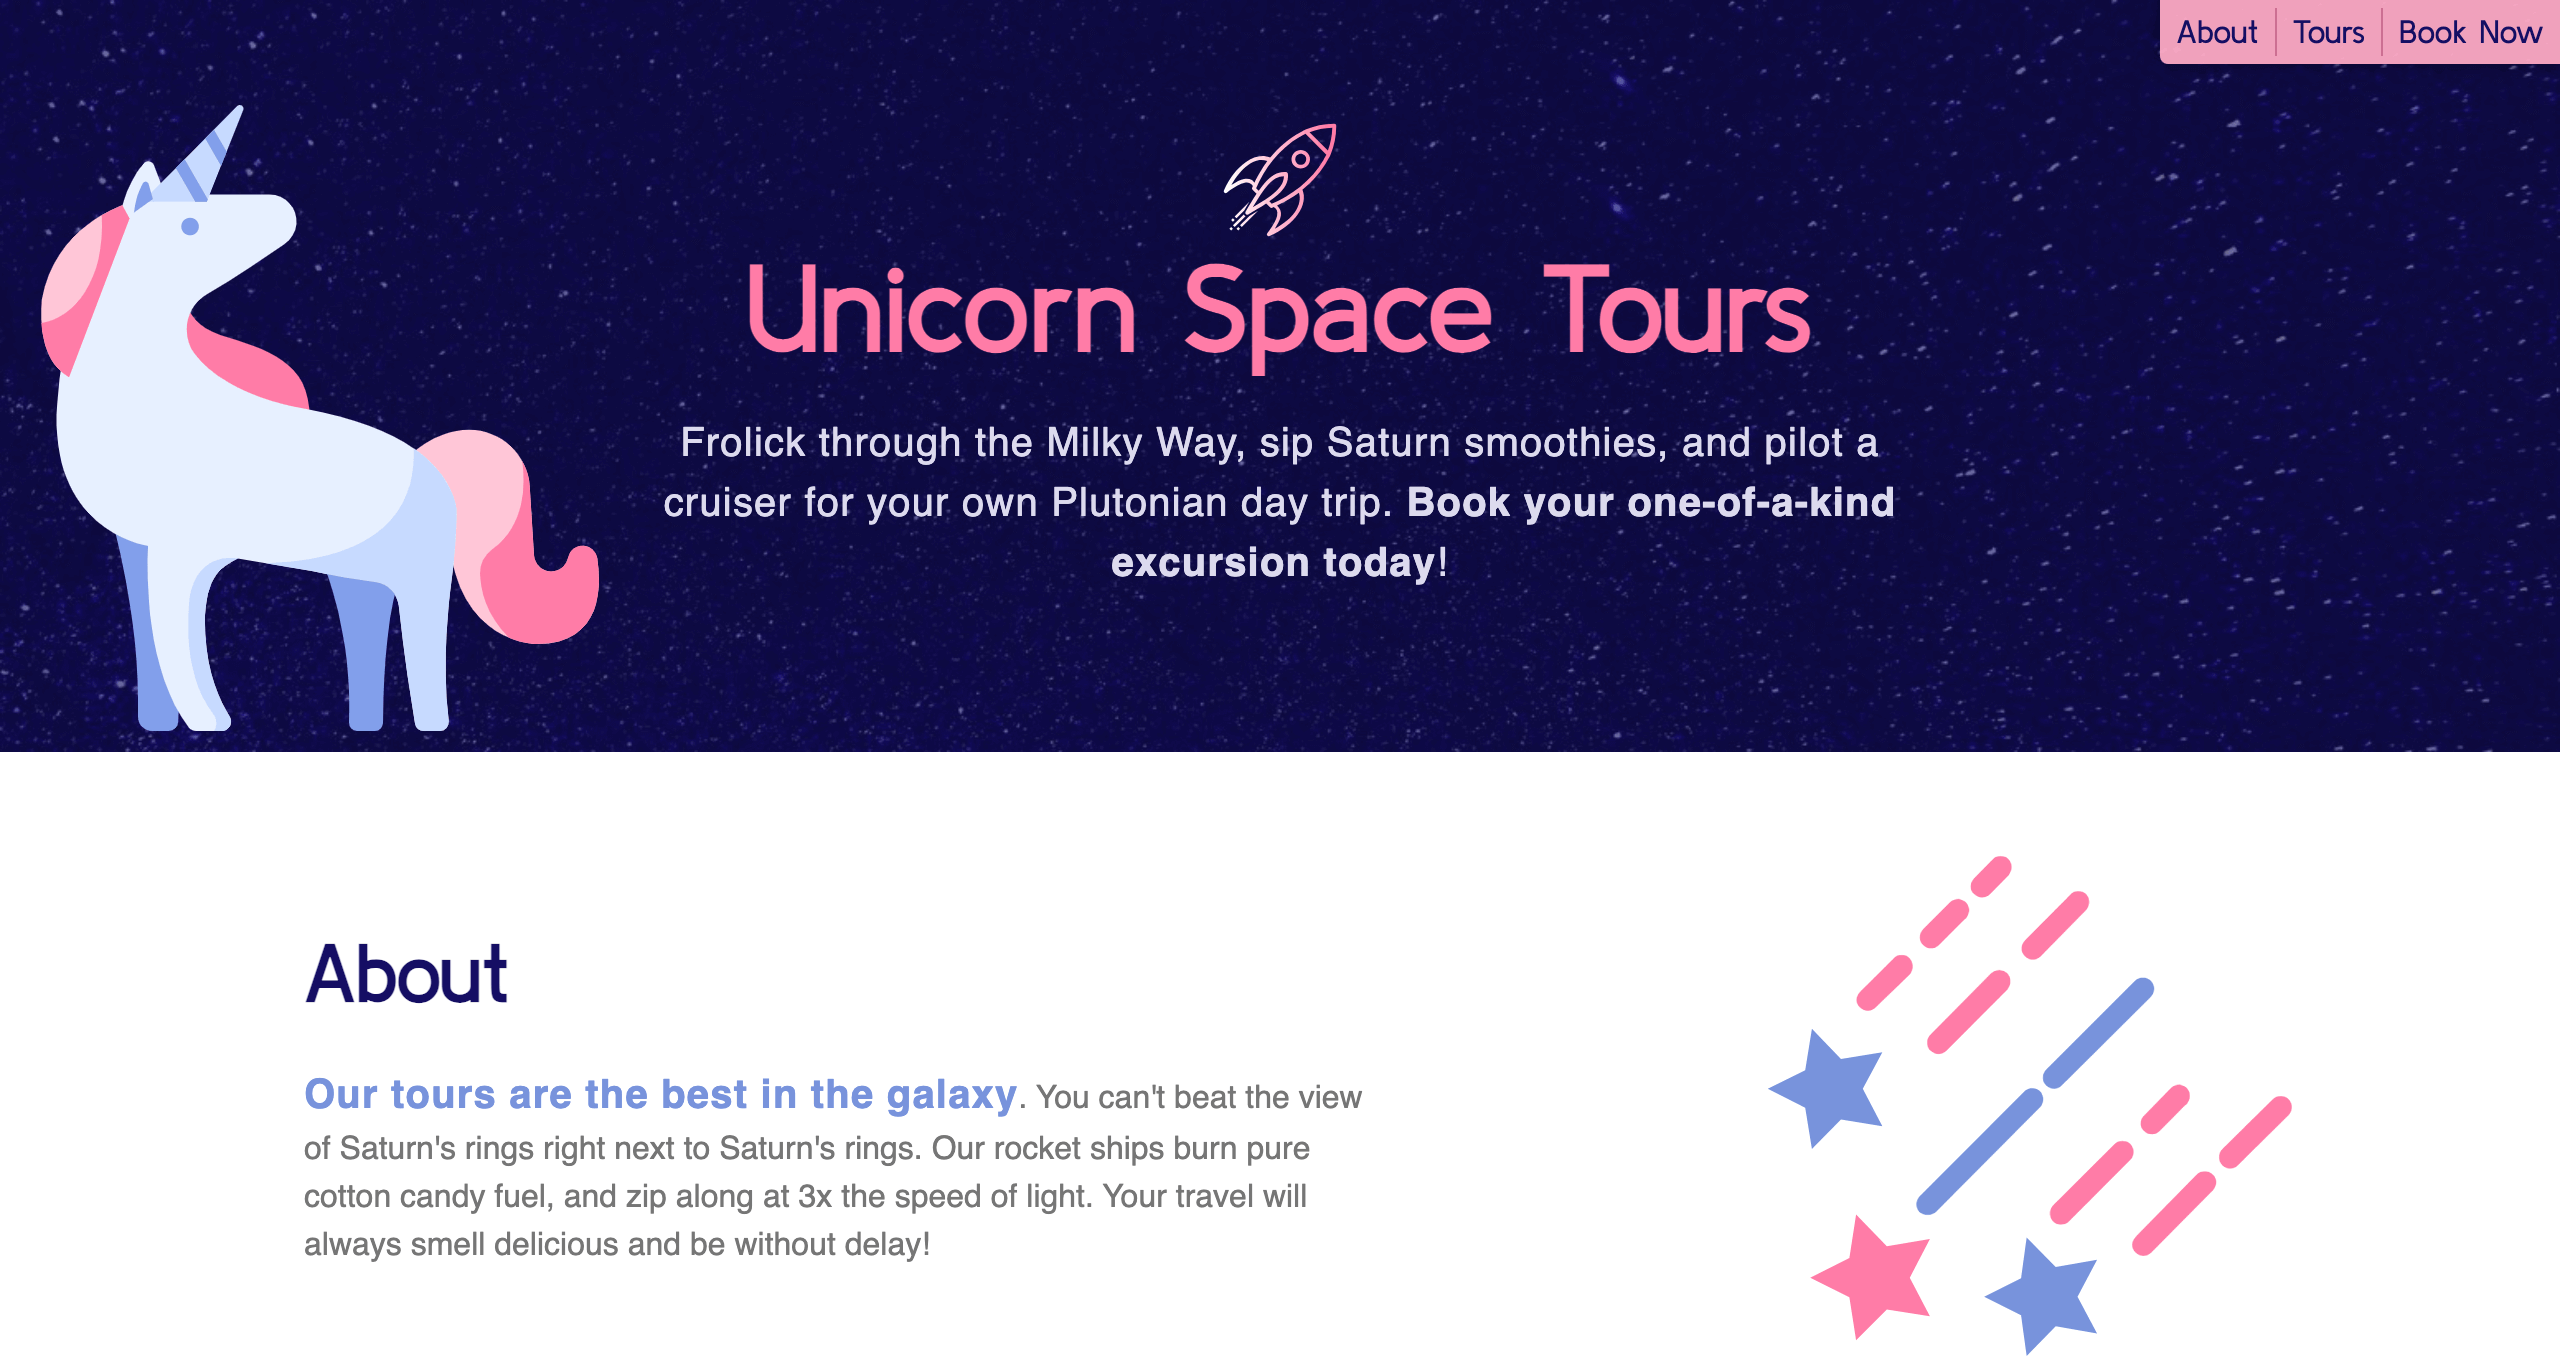 About
Tours
Book Now
Unicorn Space Tours
Frolick through the Milky Way, sip Saturn smoothies, and pilot a
cruiser for your own Plutonian day trip. Book your one-of-a-kind
excursion today!
About
Our tours are the best in the galaxy. You can't beat the view
of Saturn's rings right next to Saturn's rings. Our rocket ships burn pure
cotton candy fuel, and zip along at 3x the speed of light. Your travel will
always smell delicious and be without delay!